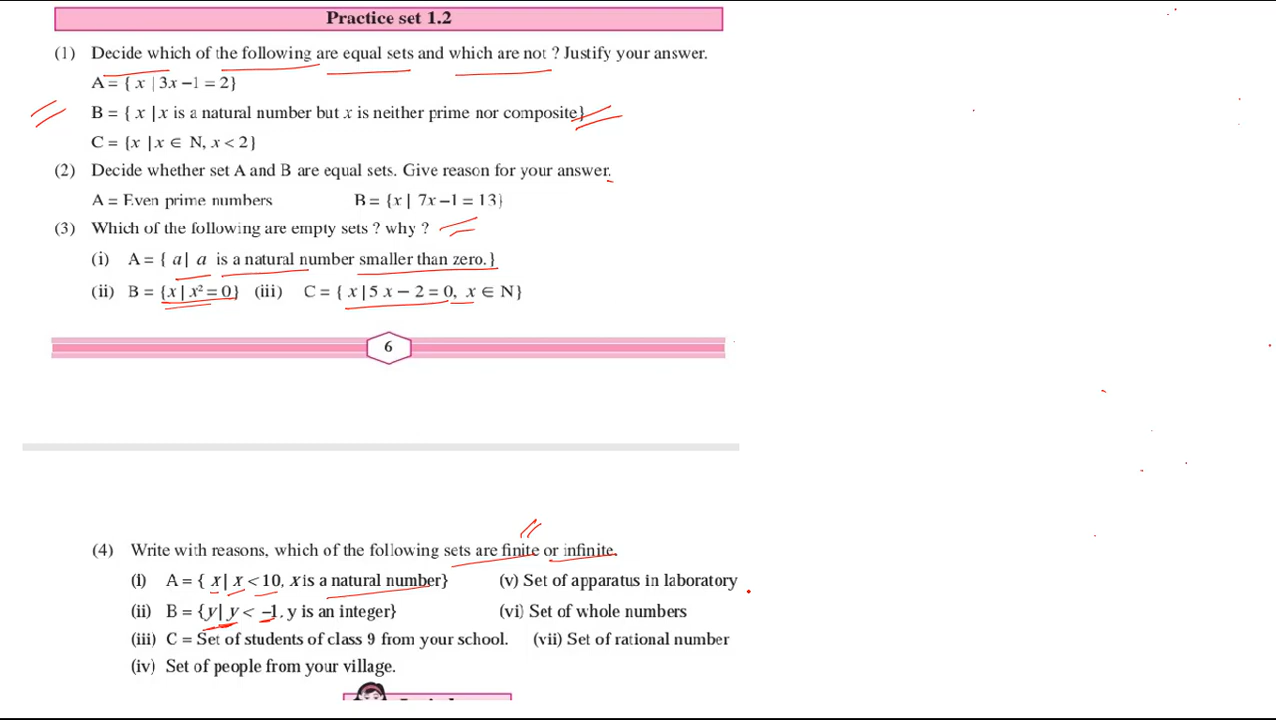 Practice set 1.2
(1) Decide which of the following are equal sets and which are not ? Justify your answer.
A = { x | 3x –1 = 2}
B = { x | x is a natural number but x is neither prime nor composite}
C = {x | x ∈ N, x < 2}
(2) Decide whether set A and B are equal sets. Give reason for your answer.
A = Even prime numbers B = {x | 7x –1 = 13}
(3) Which of the following are empty sets ? why ?
(i) A = { a| a is a natural number smaller than zero.}
(ii) B = {x | x² = 0} (iii) C = { x | 5 x – 2 = 0, x ∈ N}
6
(4) Write with reasons, which of the following sets are finite or infinite.
(i) A = { x | x < 10, x is a natural number} (v) Set of apparatus in laboratory
(ii) B = {y | y < –1, y is an integer} (vi) Set of whole numbers
(iii) C = Set of students of class 9 from your school. (vii) Set of rational number
(iv) Set of people from your village.